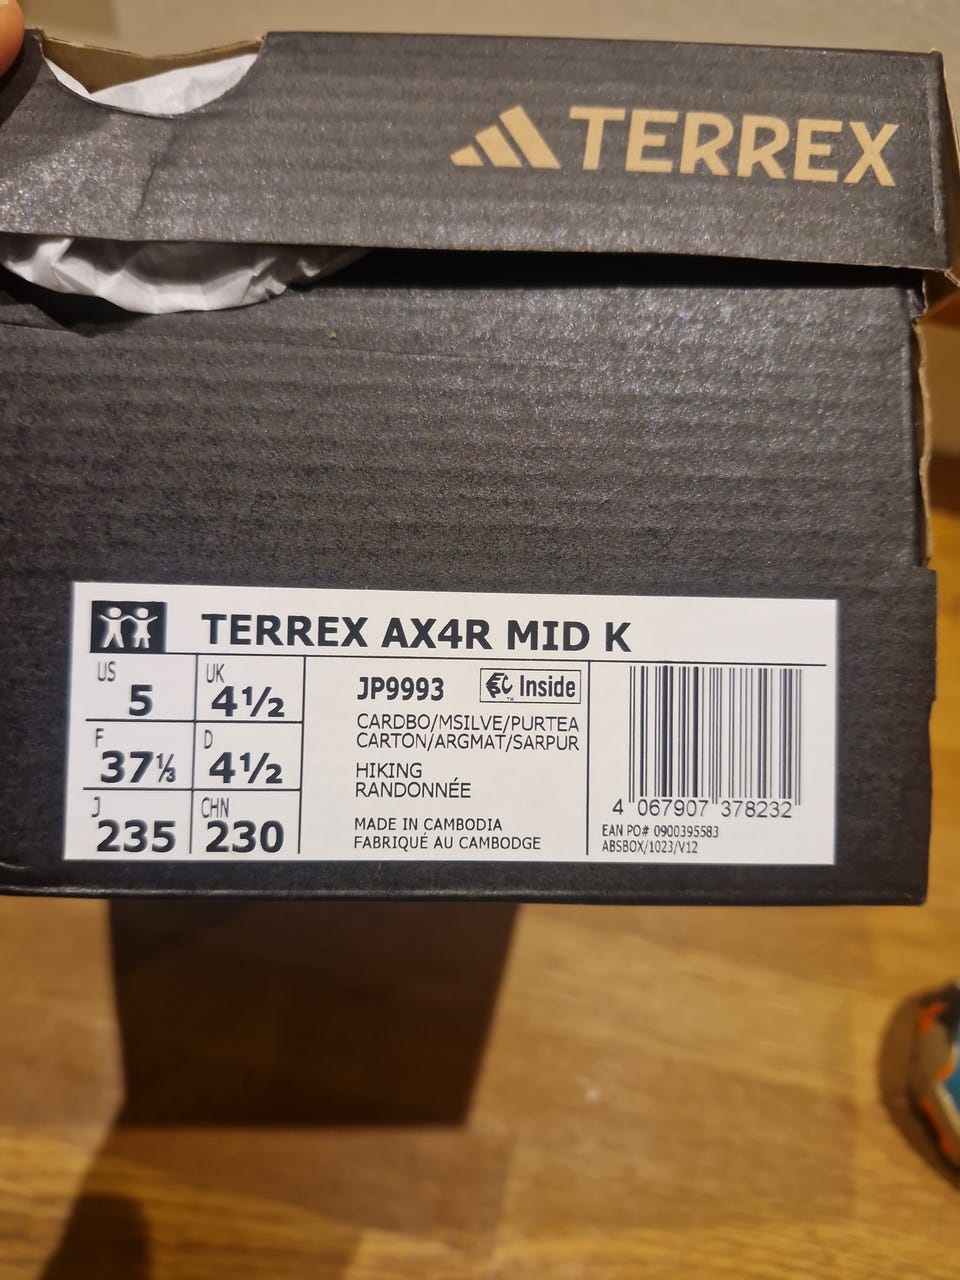 TERREX
TERREX AX4R MID K
US
5
UK
4½
F
37⅓
D
4½
J
235
CHN
230
JP9993
Inside
CARDBO/MSILVE/PURTEA
CARTON/ARGMAT/SARPUR
HIKING
RANDONNÉE
MADE IN CAMBODIA
FABRIQUÉ AU CAMBODGE
4 067907 378232
EAN PO# 0900395583
ABSBOX/1023/V12